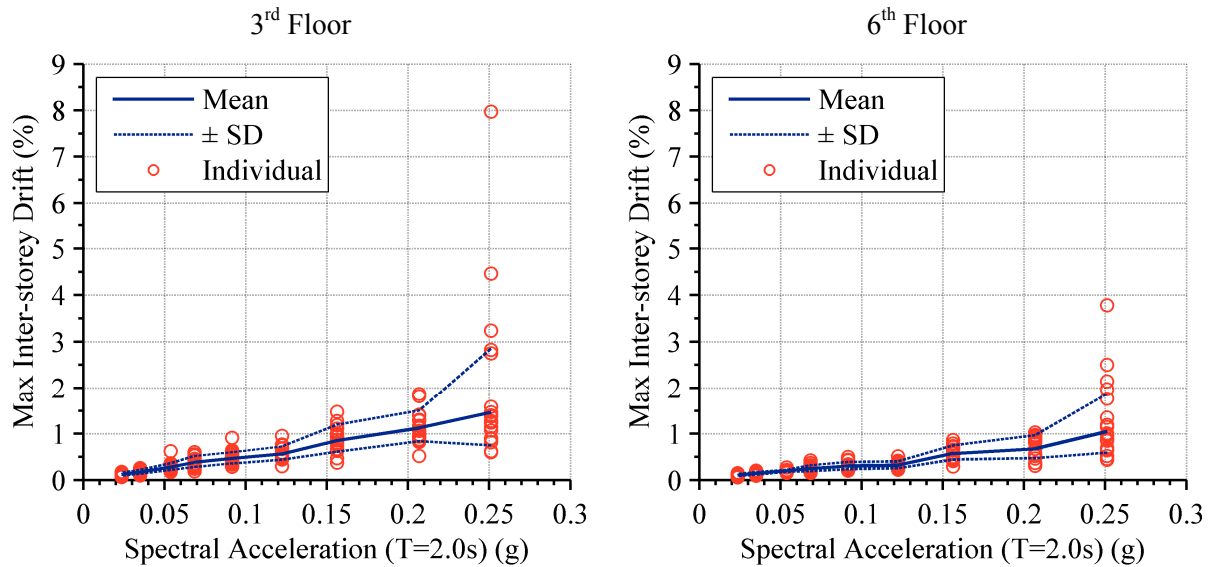 3rd Floor
9
8
7
6
5
4
3
2
1
0
Max Inter-storey Drift (%)
Mean
± SD
Individual
0 0.05 0.1 0.15 0.2 0.25 0.3
Spectral Acceleration (T=2.0s) (g)
6th Floor
9
8
7
6
5
4
3
2
1
0
Max Inter-storey Drift (%)
Mean
± SD
Individual
0 0.05 0.1 0.15 0.2 0.25 0.3
Spectral Acceleration (T=2.0s) (g)